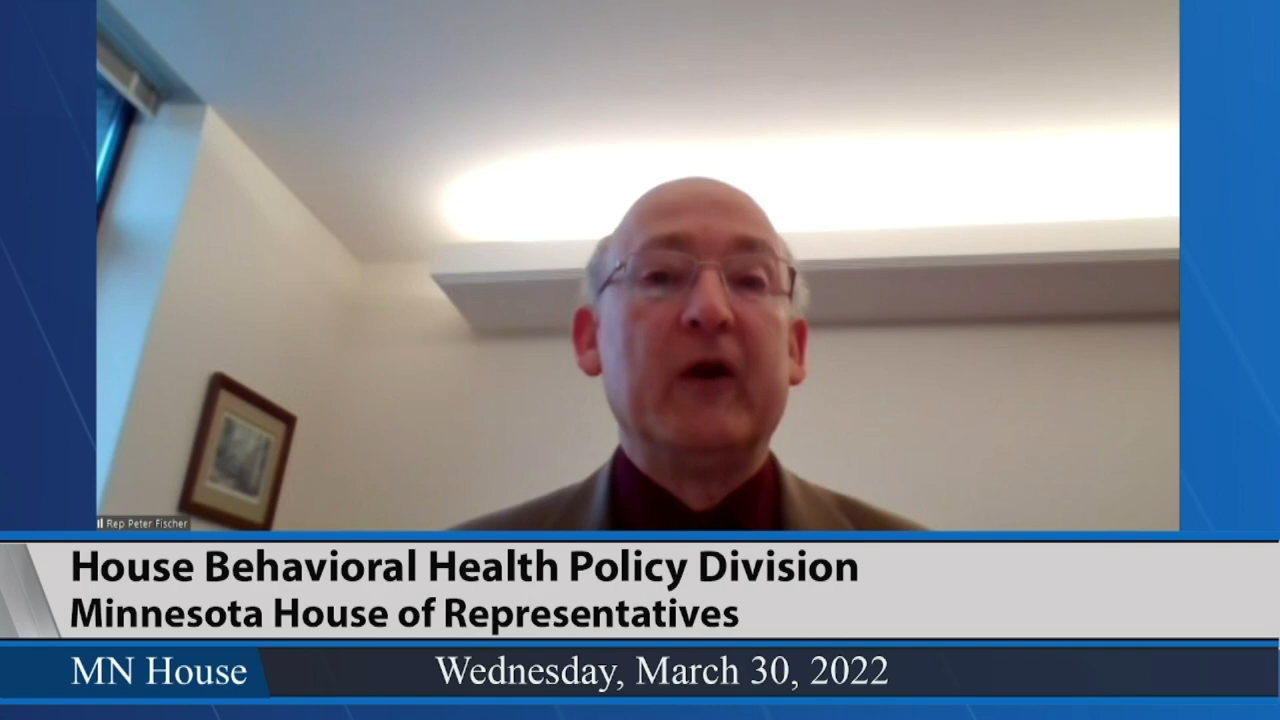 Rep Peter Fischer
House Behavioral Health Policy Division
Minnesota House of Representatives
MN House
Wednesday, March 30, 2022